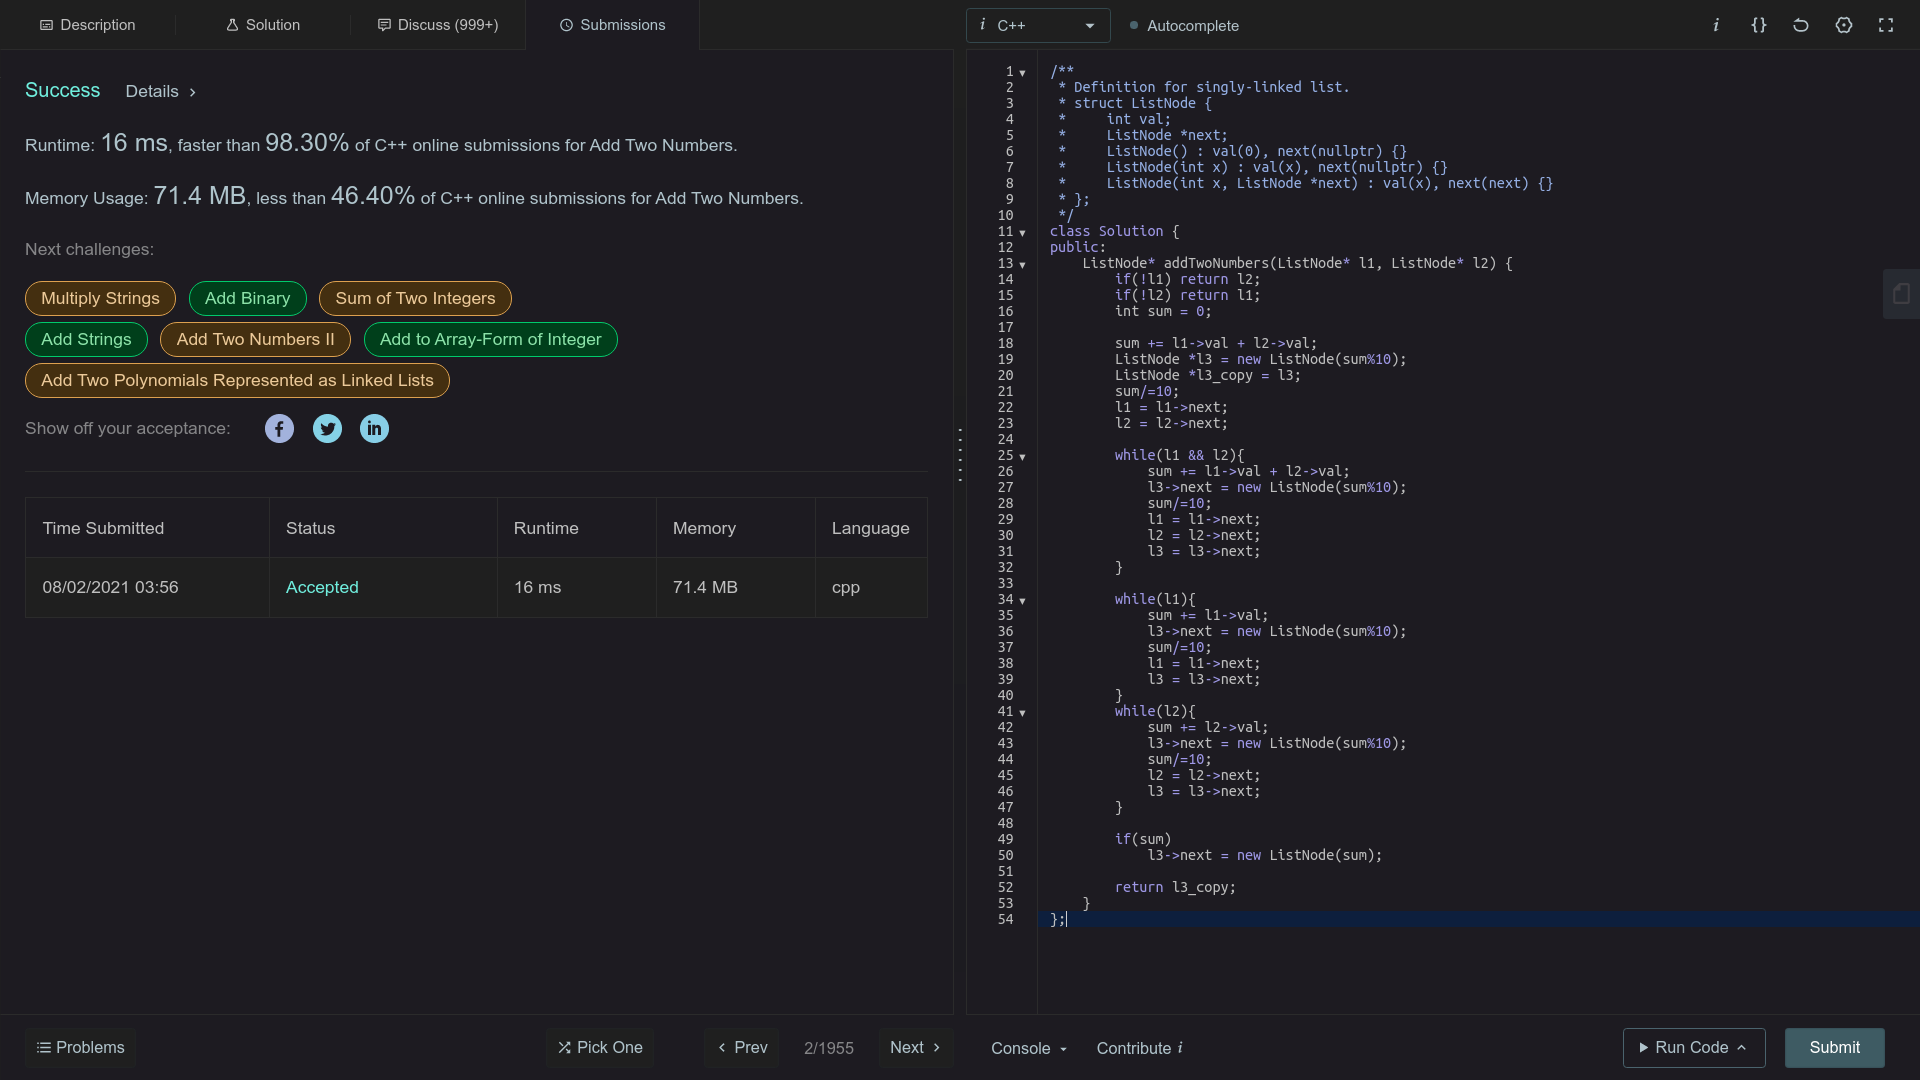 Description
Solution
Discuss (999+)
Submissions
i C++
Autocomplete
i {}
Success Details >
Runtime: 16 ms, faster than 98.30% of C++ online submissions for Add Two Numbers.
Memory Usage: 71.4 MB, less than 46.40% of C++ online submissions for Add Two Numbers.
Next challenges:
Multiply Strings Add Binary Sum of Two Integers
Add Strings Add Two Numbers II Add to Array-Form of Integer
Add Two Polynomials Represented as Linked Lists
Show off your acceptance: f in
Time Submitted Status Runtime Memory Language
08/02/2021 03:56 Accepted 16 ms 71.4 MB cpp
1 /**
2  * Definition for singly-linked list.
3  * struct ListNode {
4  *     int val;
5  *     ListNode *next;
6  *     ListNode() : val(0), next(nullptr) {}
7  *     ListNode(int x) : val(x), next(nullptr) {}
8  *     ListNode(int x, ListNode *next) : val(x), next(next) {}
9  * };
10  */
11 class Solution {
12 public:
13     ListNode* addTwoNumbers(ListNode* l1, ListNode* l2) {
14         if(!l1) return l2;
15         if(!l2) return l1;
16         int sum = 0;
17
18         sum += l1->val + l2->val;
19         ListNode *l3 = new ListNode(sum%10);
20         ListNode *l3_copy = l3;
21         sum/=10;
22         l1 = l1->next;
23         l2 = l2->next;
24
25         while(l1 && l2){
26             sum += l1->val + l2->val;
27             l3->next = new ListNode(sum%10);
28             sum/=10;
29             l1 = l1->next;
30             l2 = l2->next;
31             l3 = l3->next;
32         }
33
34         while(l1){
35             sum += l1->val;
36             l3->next = new ListNode(sum%10);
37             sum/=10;
38             l1 = l1->next;
39             l3 = l3->next;
40         }
41         while(l2){
42             sum += l2->val;
43             l3->next = new ListNode(sum%10);
44             sum/=10;
45             l2 = l2->next;
46             l3 = l3->next;
47         }
48
49         if(sum)
50             l3->next = new ListNode(sum);
51
52         return l3_copy;
53     }
54 };
Problems
Pick One
< Prev
2/1955
Next >
Console
Contribute i
Run Code
Submit